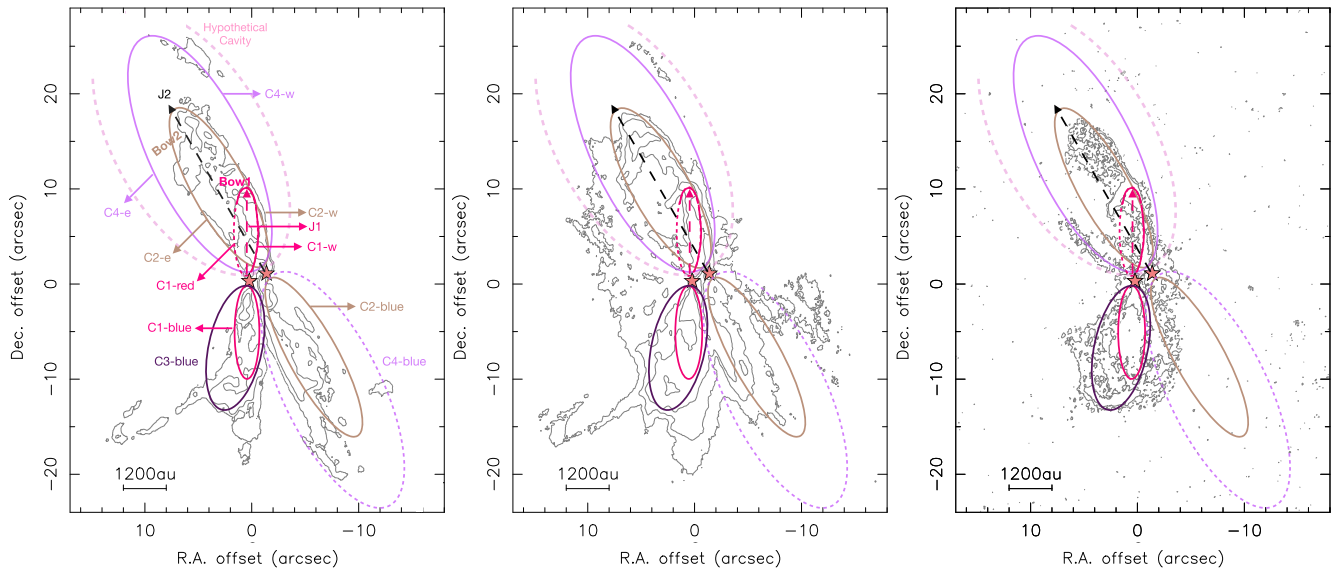 Hypothetical
Cavity
20
J2
C4-w
Bow2
10
Bow1
C4-e
C2-w
J1
C2-e
C1-w
C1-red
0
C2-blue
C1-blue
C3-blue
C4-blue
−10
−20
1200au
10
0
−10
Dec. offset (arcsec)
R.A. offset (arcsec)
20
10
0
−10
−20
1200au
10
0
−10
Dec. offset (arcsec)
R.A. offset (arcsec)
20
10
0
−10
−20
1200au
10
0
−10
Dec. offset (arcsec)
R.A. offset (arcsec)